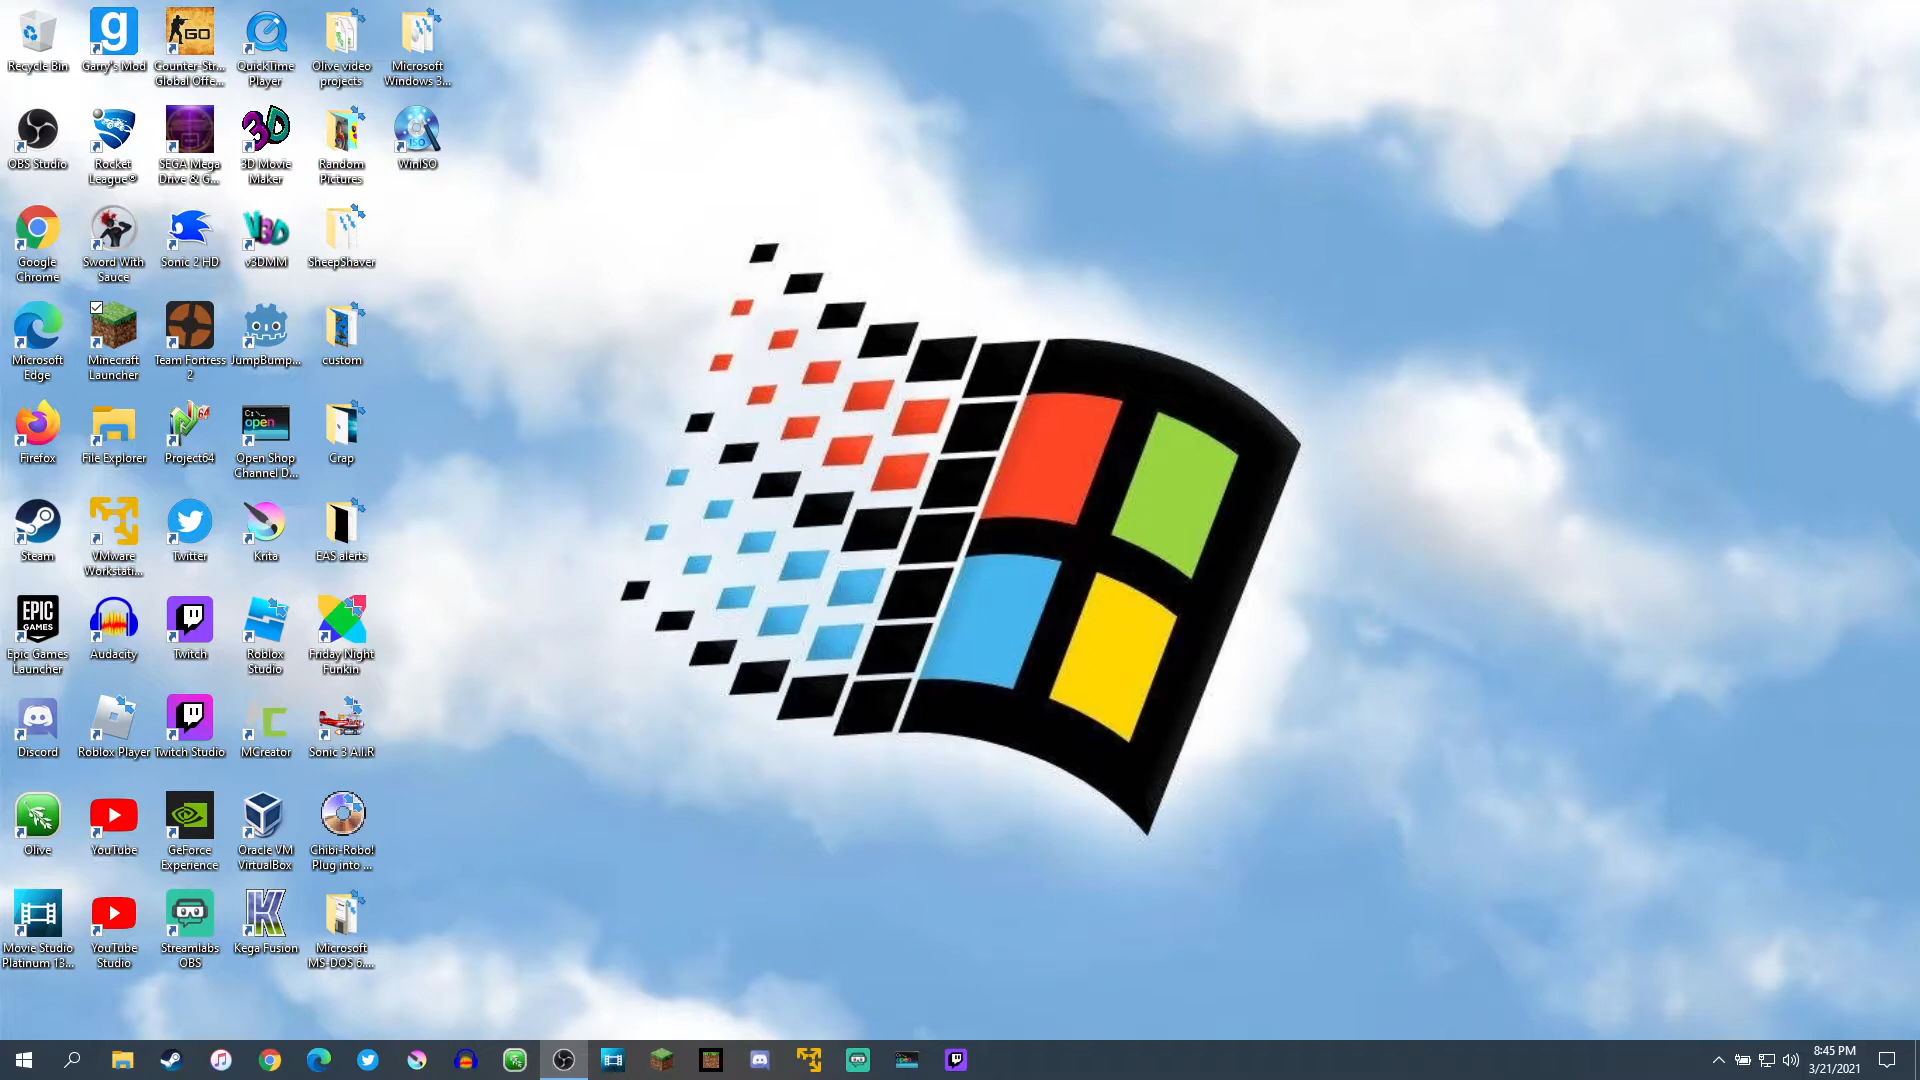 Recycle Bin
Garry's Mod
Counter-Str...
Global Offe...
QuickTime
Player
Olive video
projects
Microsoft
Windows 3...
OBS Studio
Rocket
League®
SEGA Mega
Drive & G...
3D Movie
Maker
Random
Pictures
WinISO
Google
Chrome
Sword With
Sauce
Sonic 2 HD
v3DMM
SheepShaver
Microsoft
Edge
Minecraft
Launcher
Team Fortress
2
JumpBump...
custom
Firefox
File Explorer
Project64
Open Shop
Channel D...
Crap
Steam
VMware
Workstati...
Twitter
Krita
EAS alerts
Epic Games
Launcher
Audacity
Twitch
Roblox
Studio
Friday Night
Funkin
Discord
Roblox Player
Twitch Studio
MCreator
Sonic 3 AI.R
Olive
YouTube
GeForce
Experience
Oracle VM
VirtualBox
Chibi-Robo!
Plug into ...
Movie Studio
Platinum 13...
YouTube
Studio
Streamlabs
OBS
Kega Fusion
Microsoft
MS-DOS 6....
8:45 PM
3/21/2021